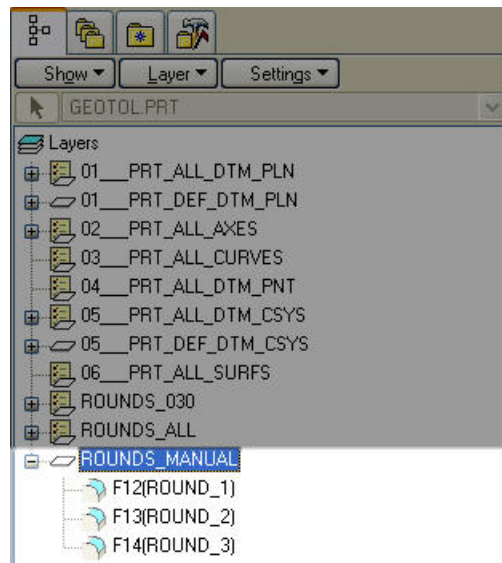 Show Layer Settings
GEOTOL.PRT
Layers
01___PRT_ALL_DTM_PLN
01___PRT_DEF_DTM_PLN
02___PRT_ALL_AXES
03___PRT_ALL_CURVES
04___PRT_ALL_DTM_PNT
05___PRT_ALL_DTM_CSYS
05___PRT_DEF_DTM_CSYS
06___PRT_ALL_SURFS
ROUNDS_030
ROUNDS_ALL
ROUNDS_MANUAL
F12(ROUND_1)
F13(ROUND_2)
F14(ROUND_3)